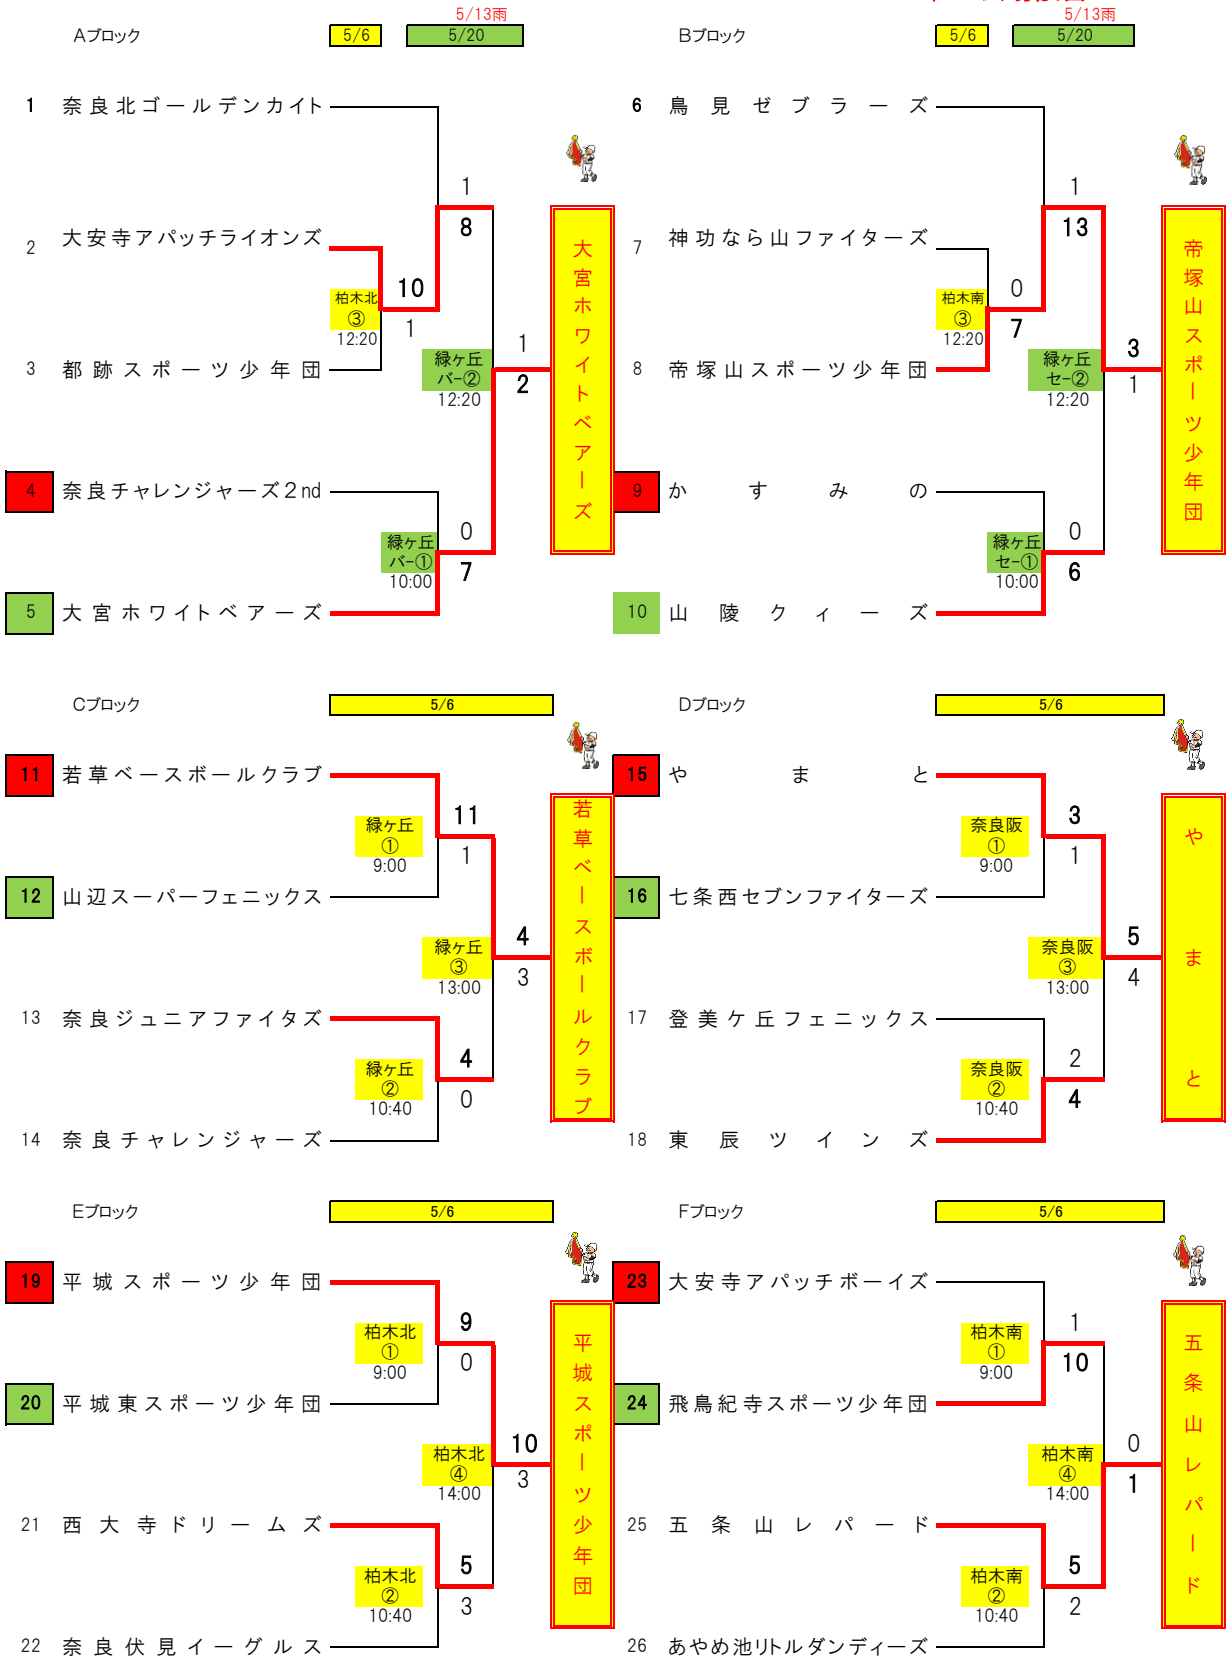 5/13雨
5/13雨
Aブロック
5/6
5/20
Bブロック
5/6
5/20
1 奈良北ゴールデンカイト
6 鳥見ゼブラーズ
1
8
1
13
2 大安寺アパッチライオンズ
7 神功なら山ファイターズ
柏木北
③
12:20
10
1
柏木南
③
12:20
0
7
3 都跡スポーツ少年団
8 帝塚山スポーツ少年団
緑ヶ丘
バｰ②
12:20
1
2
緑ヶ丘
セｰ②
12:20
3
1
大宮ホワイトベアーズ
帝塚山スポーツ少年団
4 奈良チャレンジャーズ2nd
9 かすみの
緑ヶ丘
バｰ①
10:00
0
7
緑ヶ丘
セｰ①
10:00
0
6
5 大宮ホワイトベアーズ
10 山陵クィーズ
Cブロック
5/6
Dブロック
5/6
11 若草ベースボールクラブ
15 やまと
緑ヶ丘
①
9:00
11
1
奈良阪
①
9:00
3
1
12 山辺スーパーフェニックス
16 七条西セブンファイターズ
緑ヶ丘
③
13:00
4
3
奈良阪
③
13:00
5
4
若草ベースボールクラブ
やまと
13 奈良ジュニアファイタズ
17 登美ケ丘フェニックス
緑ヶ丘
②
10:40
4
0
奈良阪
②
10:40
2
4
14 奈良チャレンジャーズ
18 東辰ツインズ
Eブロック
5/6
Fブロック
5/6
19 平城スポーツ少年団
23 大安寺アパッチボーイズ
柏木北
①
9:00
9
0
柏木南
①
9:00
1
10
20 平城東スポーツ少年団
24 飛鳥紀寺スポーツ少年団
柏木北
④
14:00
10
3
柏木南
④
14:00
0
1
平城スポーツ少年団
五条山レパード
21 西大寺ドリームズ
25 五条山レパード
柏木北
②
10:40
5
3
柏木南
②
10:40
5
2
22 奈良伏見イーグルス
26 あやめ池リトルダンディーズ